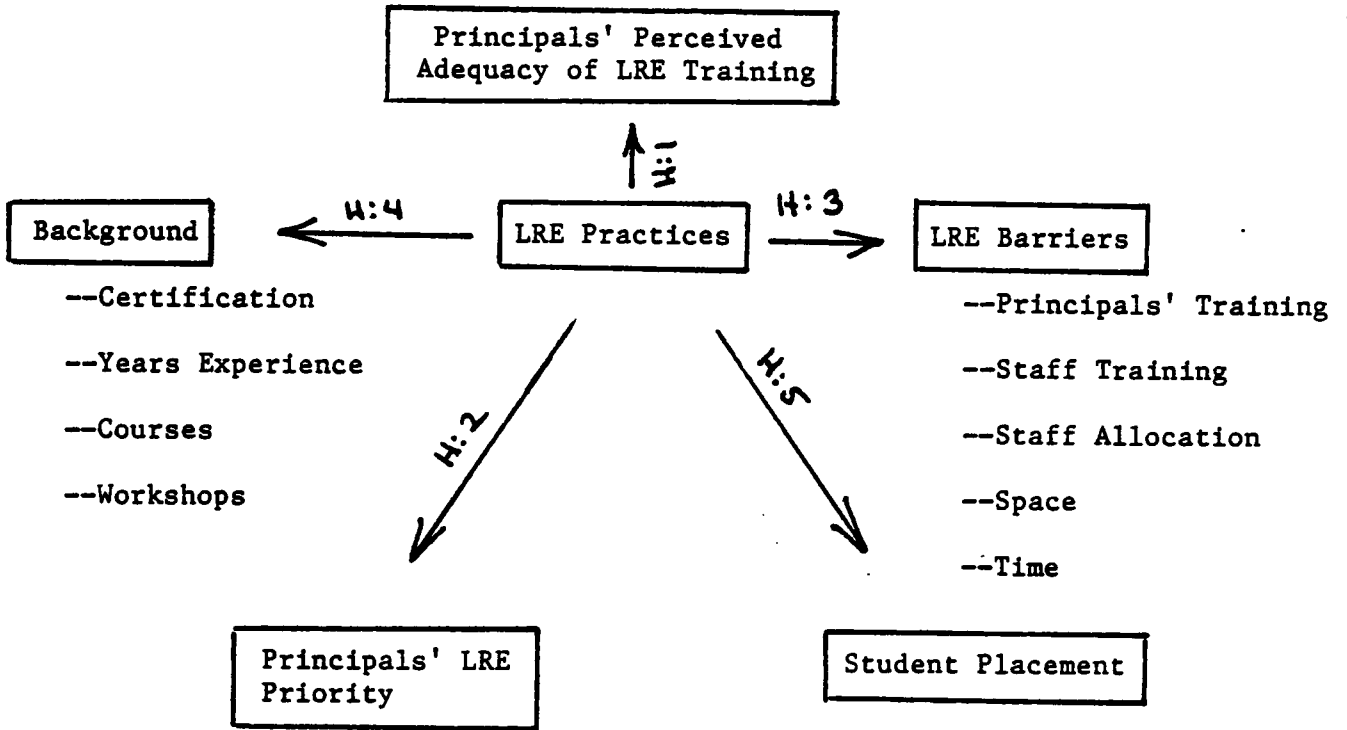 Principals' Perceived
Adequacy of LRE Training
H:1
H:4
H:3
Background
LRE Practices
LRE Barriers
--Certification
--Years Experience
--Courses
--Workshops
--Principals' Training
--Staff Training
--Staff Allocation
--Space
--Time
H:2
H:5
Principals' LRE
Priority
Student Placement